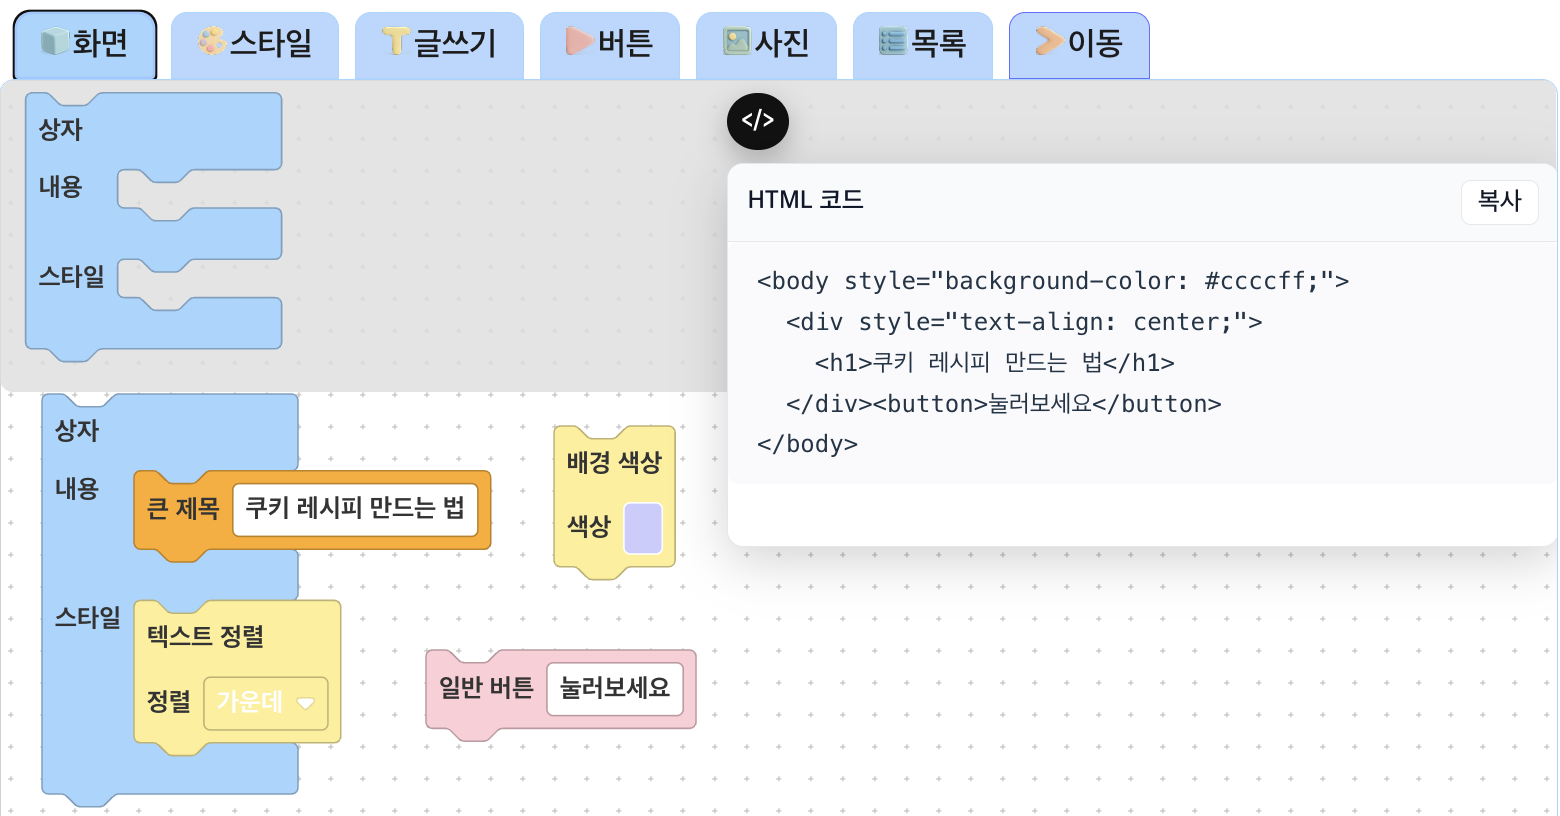 화면
스타일
글쓰기
버튼
사진
목록
이동
상자
내용
스타일
</>
HTML 코드
복사
<body style="background-color: #ccccff;">
<div style="text-align: center;">
<h1>쿠키 레시피 만드는 법</h1>
</div><button>눌러보세요</button>
</body>
상자
내용
큰 제목 쿠키 레시피 만드는 법
스타일
텍스트 정렬
정렬 가운데
배경 색상
색상
일반 버튼 눌러보세요